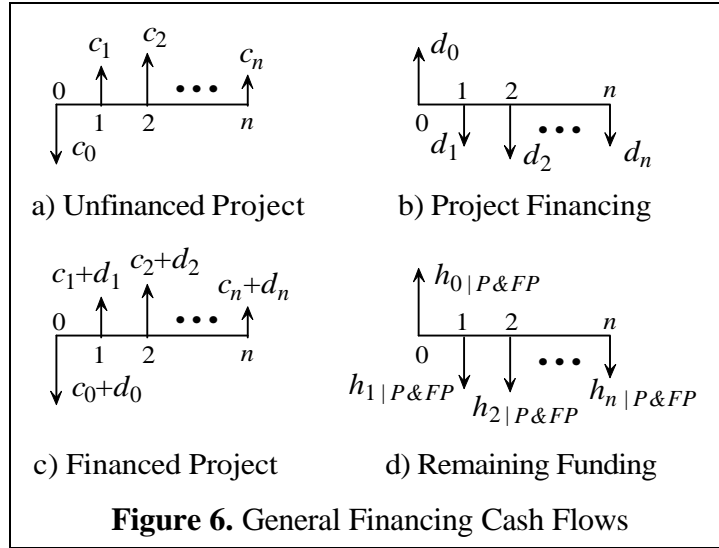 c₁ c₂ cₙ
0 • • •
1 2 n
c₀
a) Unfinanced Project
d₀
1 2 n
0 • • •
d₁ d₂ dₙ
b) Project Financing
c₁+d₁ c₂+d₂ cₙ+dₙ
0 • • •
1 2 n
c₀+d₀
c) Financed Project
h₀ | P&FP
1 2 n
0 • • •
h₁ | P&FP h₂ | P&FP hₙ | P&FP
d) Remaining Funding
Figure 6. General Financing Cash Flows